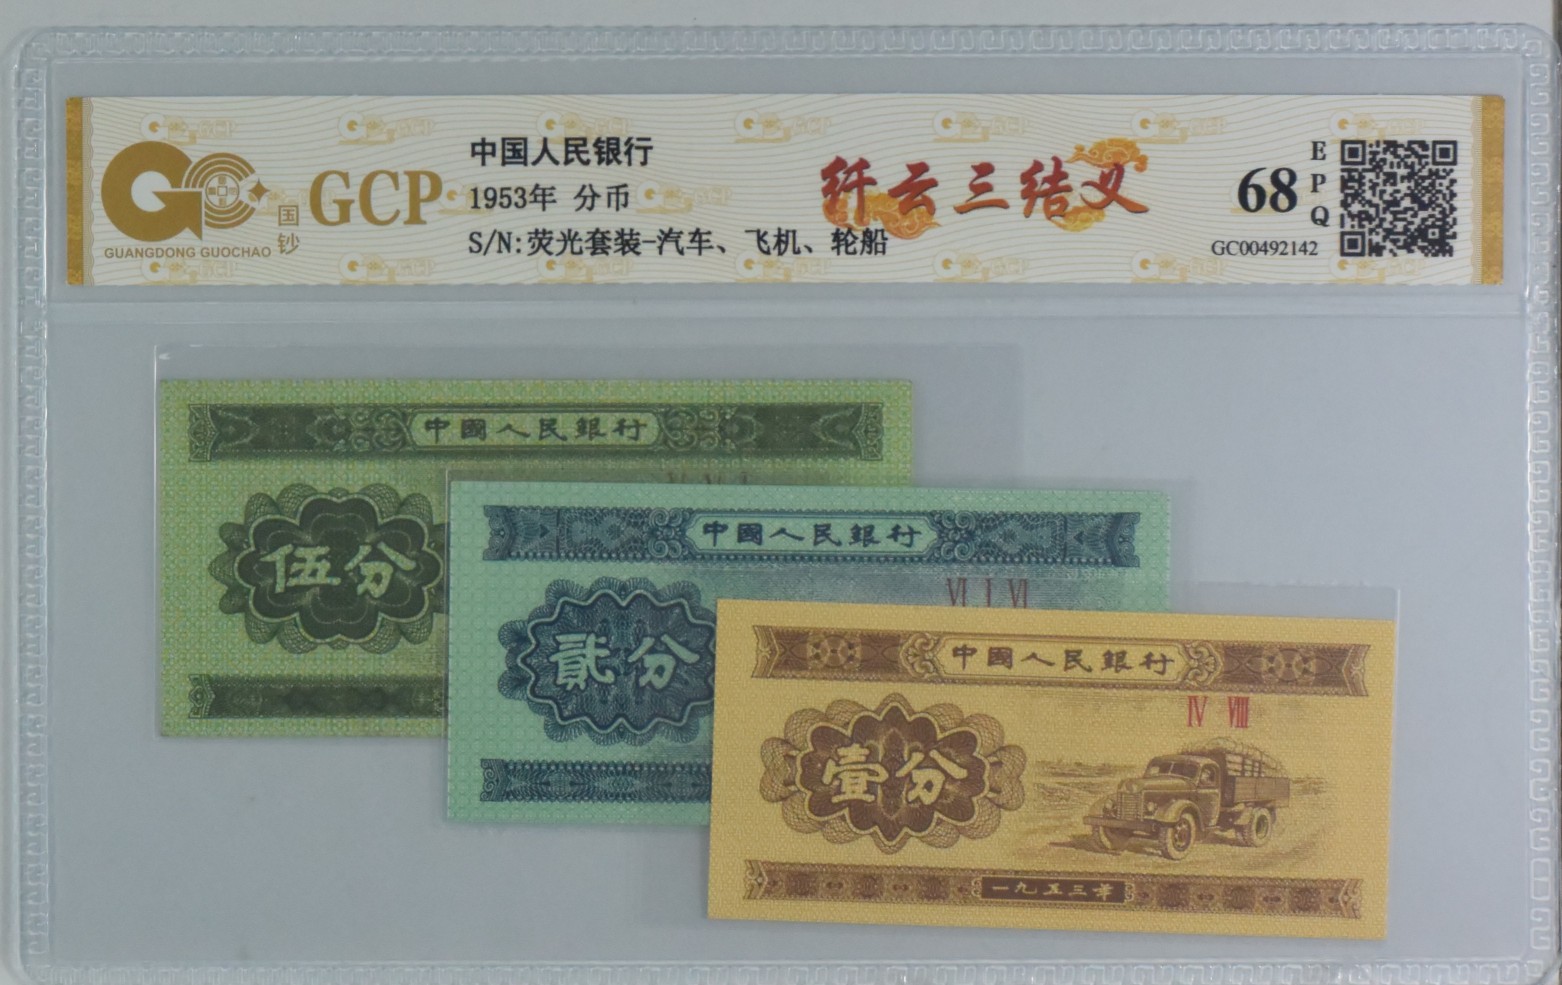 GCP
国钞
GUANGDONG GUOCHAO
中国人民银行
1953年 分币
S/N:荧光套装-汽车、飞机、轮船
纤云三结义
68
EPQ
GC00492142
中國人民銀行
伍分
中國人民銀行
VI I VI
貳分
中國人民銀行
IV VIII
壹分
一九五三年